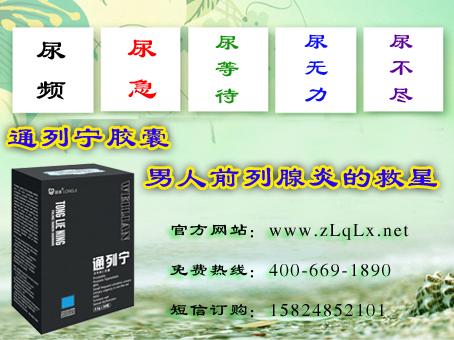 尿频
尿急
尿等待
尿无力
尿不尽
通列宁胶囊
男人前列腺炎的救星
官方网站：www.zLqLx.net
免费热线：400-669-1890
短信订购：15824852101
TONG LIE NING
通列宁
WEILIAN